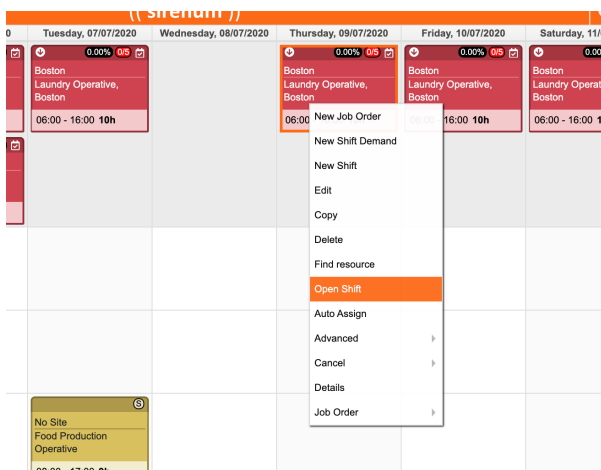 (( sirenum ))
0 Tuesday, 07/07/2020 Wednesday, 08/07/2020 Thursday, 09/07/2020 Friday, 10/07/2020 Saturday, 11/
0.00% 0/5 0.00% 0/5 0.00% 0/5 0.00
Boston Boston Boston Boston
Laundry Operative, Laundry Operative, Laundry Operative, Laundry Operat
Boston Boston Boston Boston
06:00 - 16:00 10h 06:00 16:00 10h 06:00 - 16:00 1
New Job Order
New Shift Demand
New Shift
Edit
Copy
Delete
Find resource
Open Shift
Auto Assign
Advanced
Cancel
Details
Job Order
S
No Site
Food Production
Operative